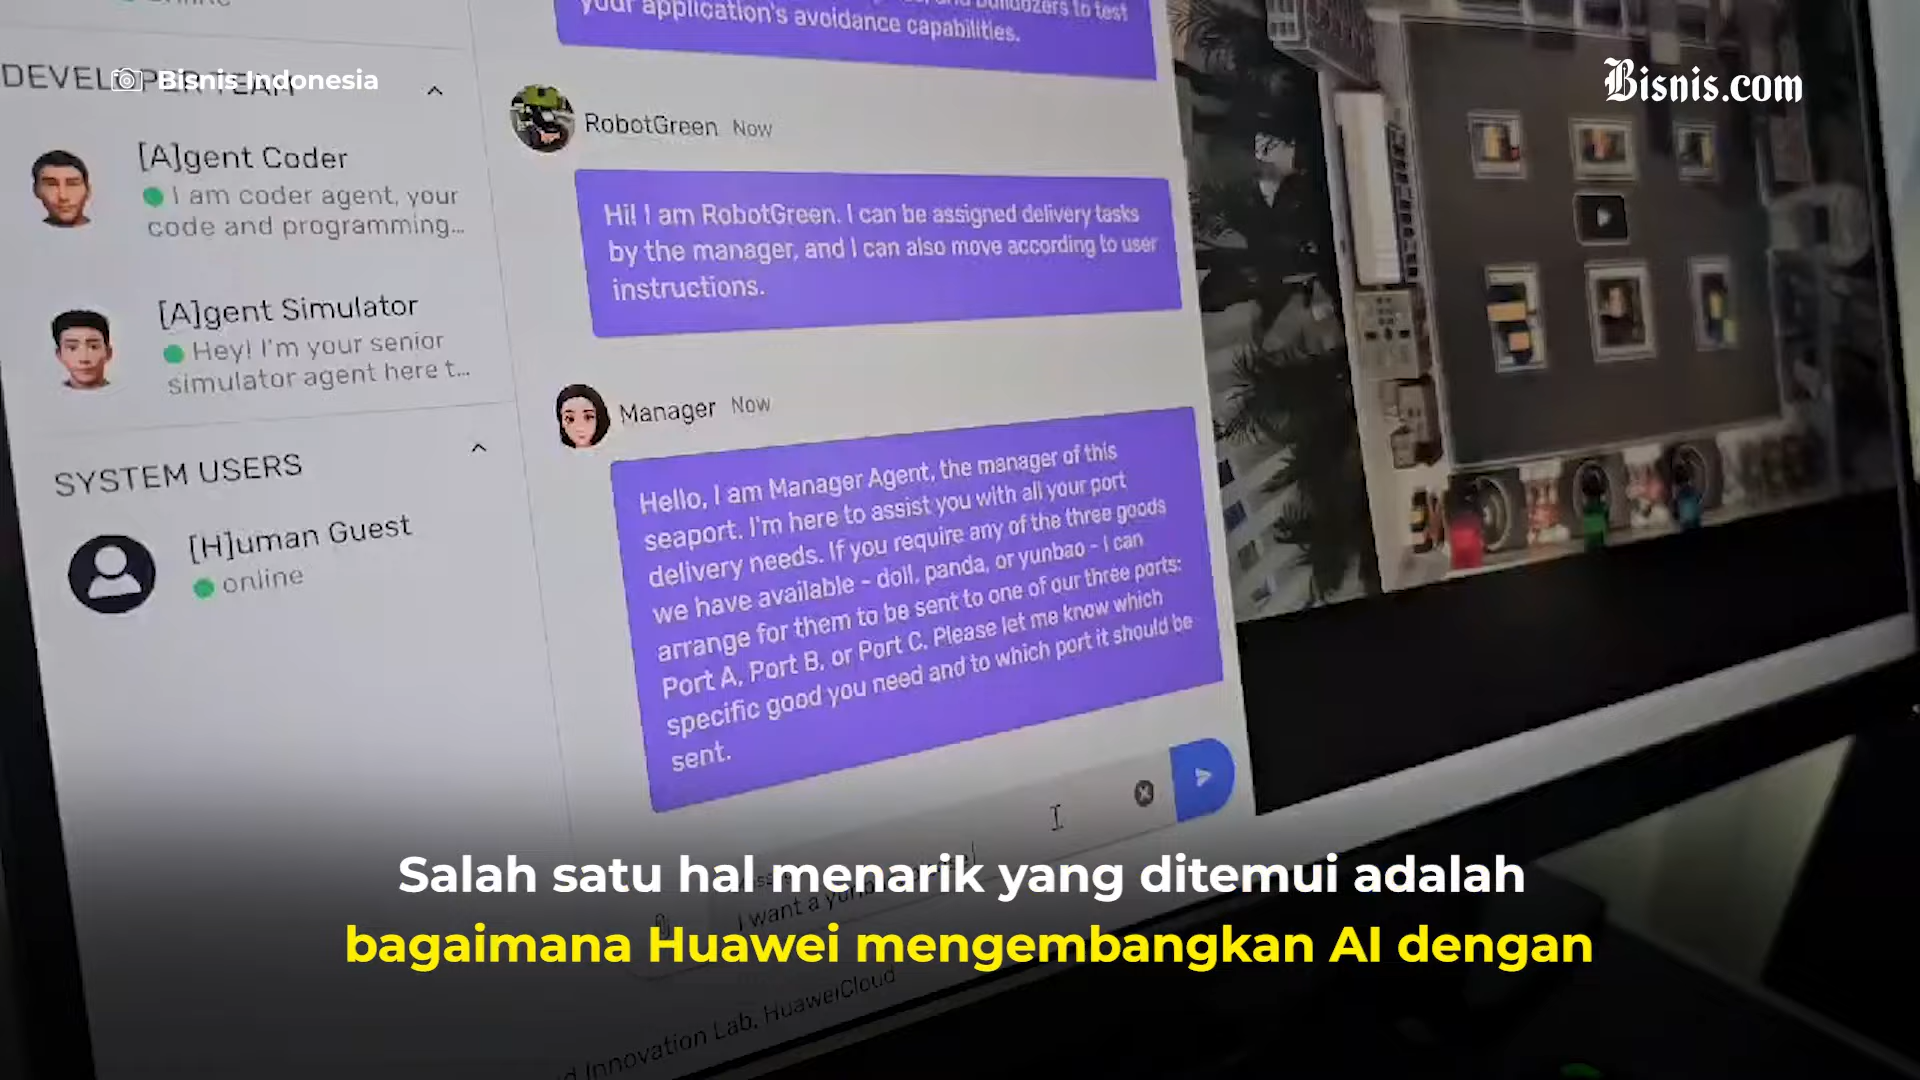 your application's avoidance capabilities.
DEVELOPER TEAM
Bisnis Indonesia
Bisnis.com
[A]gent Coder
I am coder agent, your
code and programming...
[A]gent Simulator
Hey! I'm your senior
simulator agent here t...
SYSTEM USERS
[H]uman Guest
online
RobotGreen Now
Hi! I am RobotGreen. I can be assigned delivery tasks
by the manager, and I can also move according to user
instructions.
Manager Now
Hello, I am Manager Agent, the manager of this
seaport. I'm here to assist you with all your port
delivery needs. If you require any of the three goods
we have available - doll, panda, or yunbao - I can
arrange for them to be sent to one of our three ports:
Port A, Port B, or Port C. Please let me know which
specific good you need and to which port it should be
sent.
I want a
Salah satu hal menarik yang ditemui adalah
bagaimana Huawei mengembangkan AI dengan
Innovation Lab, HuaweiCloud